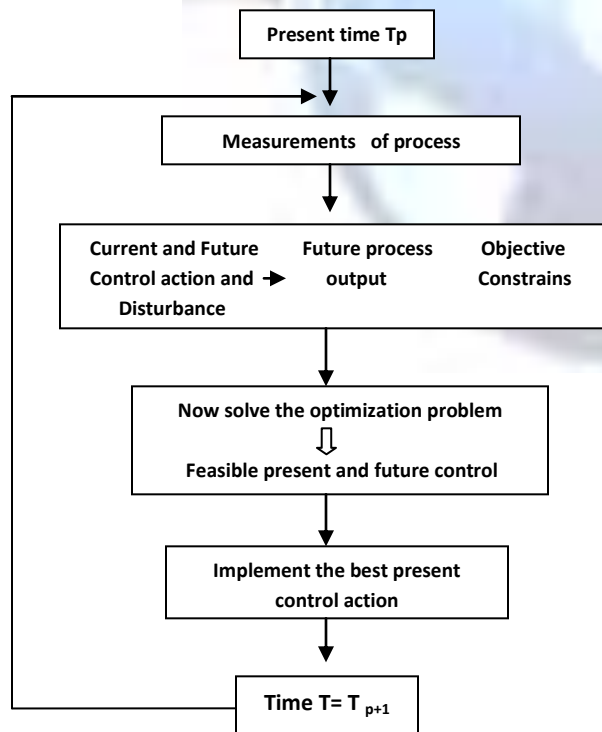 Present time Tp
Measurements of process
Current and Future Future process Objective
Control action and output Constrains
Disturbance
Now solve the optimization problem
Feasible present and future control
Implement the best present
control action
Time T= T p+1